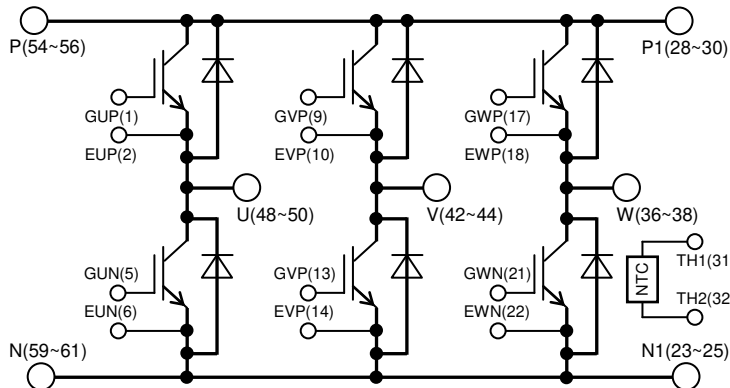 P(54~56)
P1(28~30)
GUP(1)
GVP(9)
GWP(17)
EUP(2)
EVP(10)
EWP(18)
U(48~50)
V(42~44)
W(36~38)
GUN(5)
GVP(13)
GWN(21)
NTC
TH1(31
EUN(6)
EVP(14)
EWN(22)
TH2(32
N(59~61)
N1(23~25)